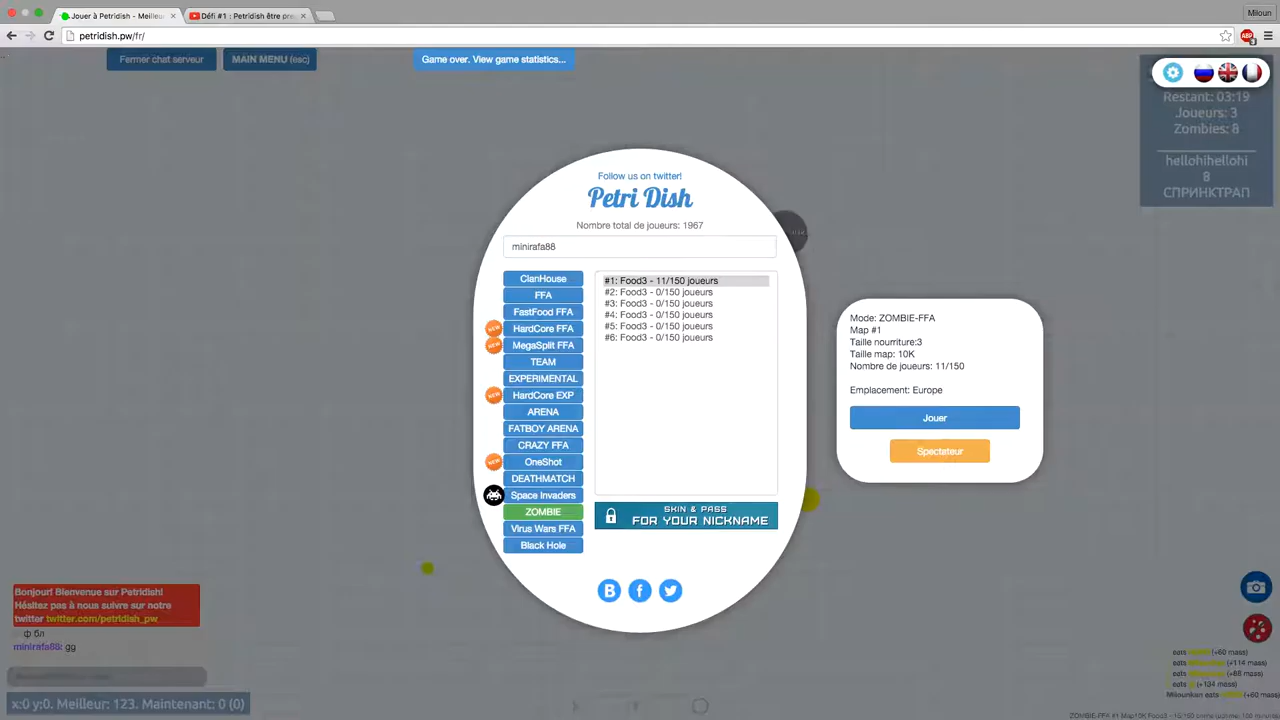 Jouer à Petridish - Meilleur
Défi #1 : Petridish être pre
Miloun
petridish.pw/fr/
Fermer chat serveur
MAIN MENU (esc)
Game over. View game statistics...
Restant: 03:19
Joueurs: 3
Zombies: 8
hellohihellohi
8
СПРИНКТРАП
Follow us on twitter!
Petri Dish
Nombre total de joueurs: 1967
minirafa88
ClanHouse
FFA
FastFood FFA
NEW HardCore FFA
NEW MegaSplit FFA
TEAM
EXPERIMENTAL
NEW HardCore EXP
ARENA
FATBOY ARENA
CRAZY FFA
NEW OneShot
DEATHMATCH
Space Invaders
ZOMBIE
Virus Wars FFA
Black Hole
#1: Food3 - 11/150 joueurs
#2: Food3 - 0/150 joueurs
#3: Food3 - 0/150 joueurs
#4: Food3 - 0/150 joueurs
#5: Food3 - 0/150 joueurs
#6: Food3 - 0/150 joueurs
SKIN & PASS
FOR YOUR NICKNAME
Mode: ZOMBIE-FFA
Map #1
Taille nourriture:3
Taille map: 10K
Nombre de joueurs: 11/150
Emplacement: Europe
Jouer
Spectateur
Bonjour! Bienvenue sur Petridish!
Hésitez pas à nous suivre sur notre
twitter twitter.com/petridish_pw
ф бл
minirafa88: gg
x:0 y:0. Meilleur: 123. Maintenant: 0 (0)
eats (+60 mass)
eats (+114 mass)
eats (+88 mass)
eats (+134 mass)
eats (+60 mass)